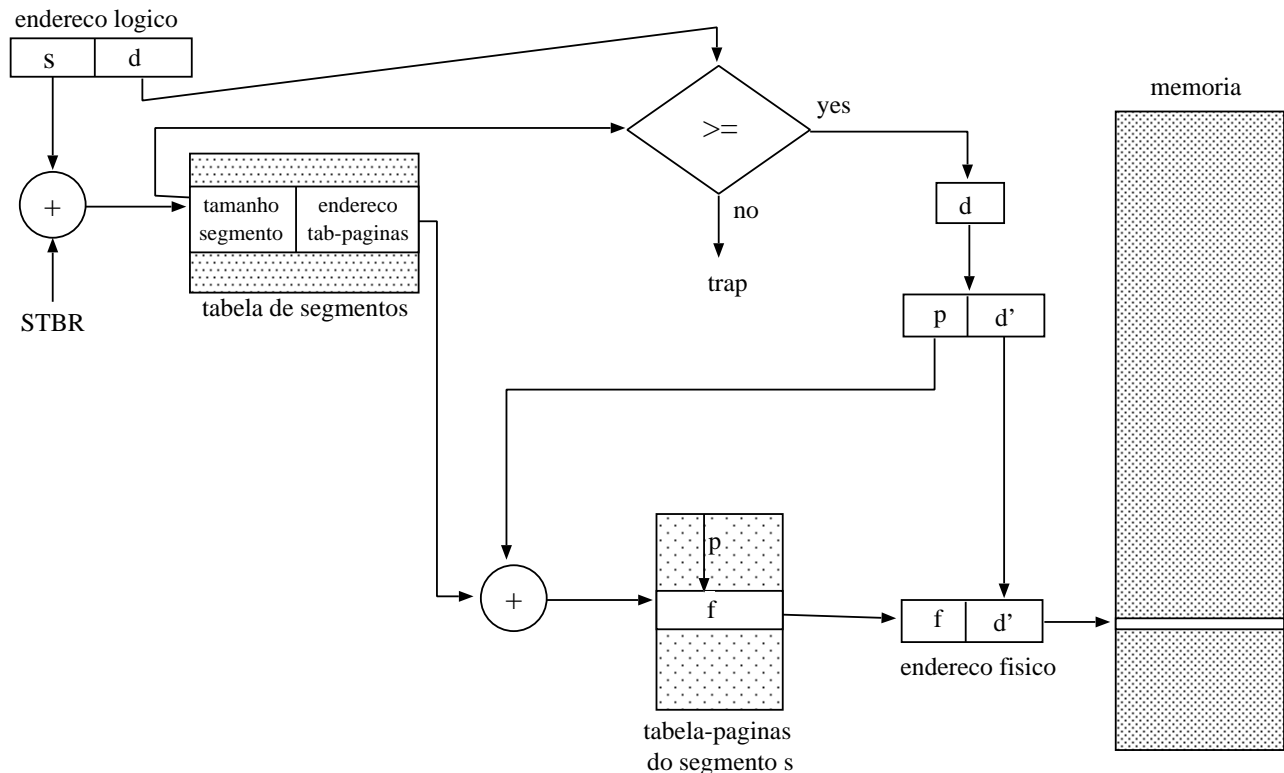 endereco logico
s d
memoria
yes
>=
+
tamanho segmento
endereco tab-paginas
no
d
trap
tabela de segmentos
STBR
p d’
p
+
f
f d’
endereco fisico
tabela-paginas
do segmento s